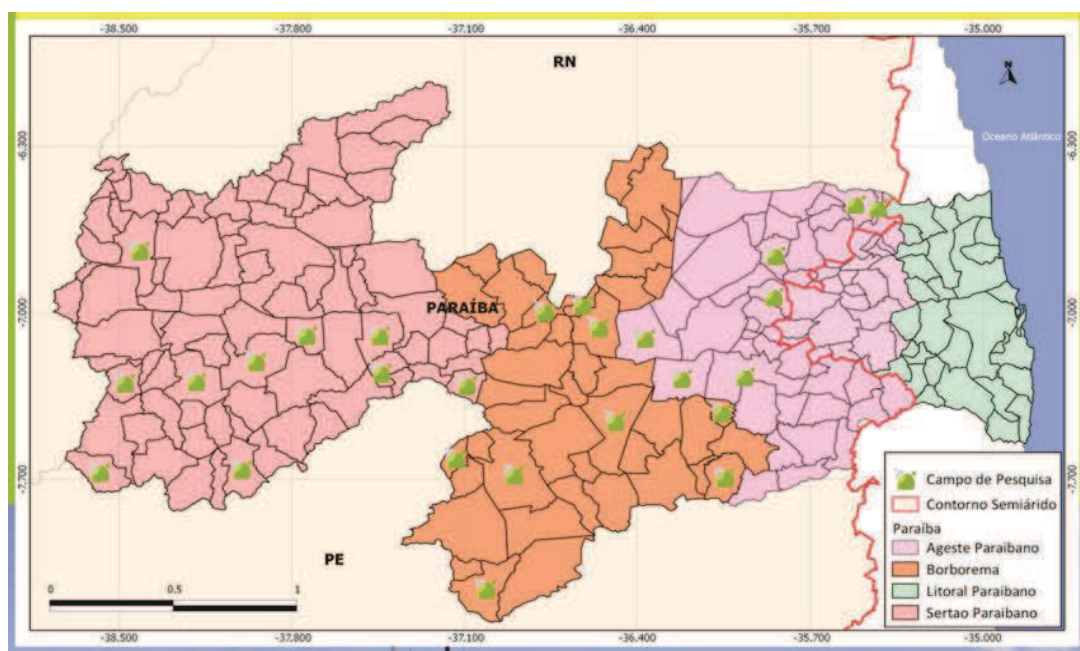 -38.500 -37.800 -37.100 -36.400 -35.700 -35.000
RN
N
Oceano Atlântico
-6.300 -6.300
PARAÍBA
-7.000 -7.000
-7.700 -7.700
PE
0 0.5 1
Campo de Pesquisa
Contorno Semiárido
Paraiba
Ageste Paraibano
Borborema
Litoral Paraibano
Sertao Paraibano
-38.500 -37.800 -37.100 -36.400 -35.700 -35.000